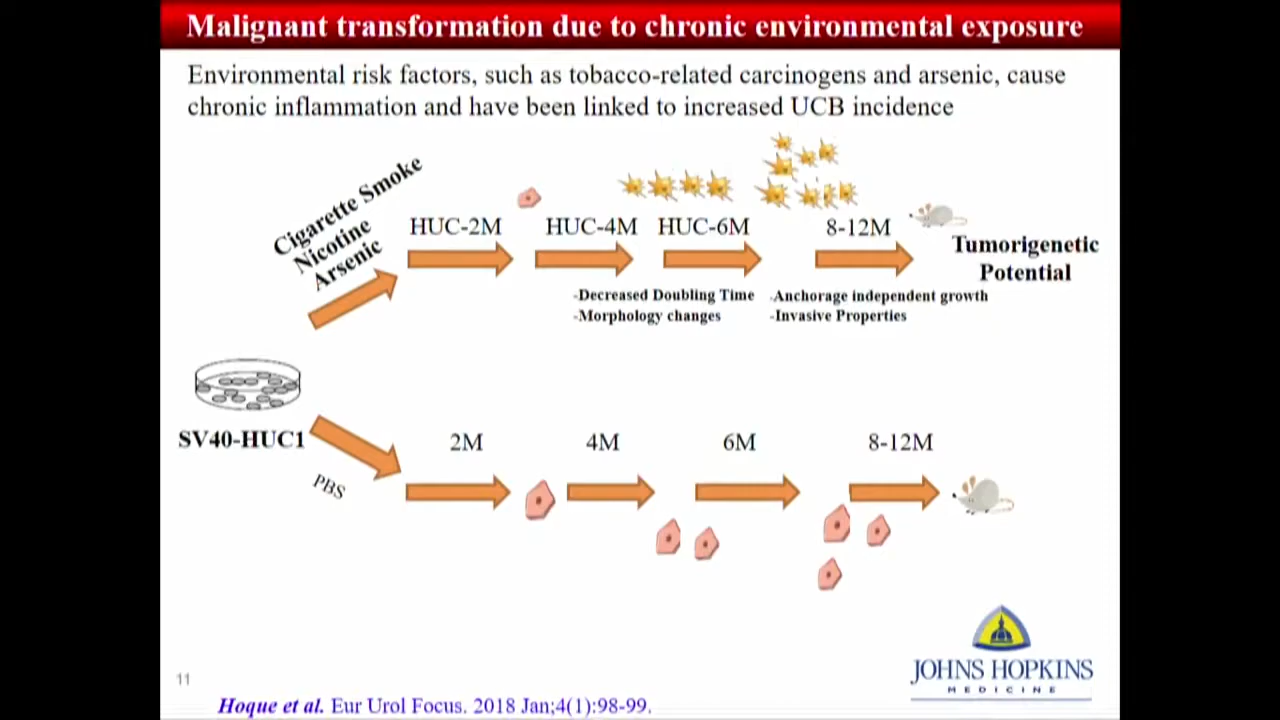 Malignant transformation due to chronic environmental exposure
Environmental risk factors, such as tobacco-related carcinogens and arsenic, cause
chronic inflammation and have been linked to increased UCB incidence
Cigarette Smoke
Nicotine
Arsenic
HUC-2M
HUC-4M
HUC-6M
8-12M
Tumorigenetic
Potential
-Decreased Doubling Time
-Morphology changes
-Anchorage independent growth
-Invasive Properties
SV40-HUC1
PBS
2M
4M
6M
8-12M
JOHNS HOPKINS
MEDICINE
11
Hoque et al. Eur Urol Focus. 2018 Jan;4(1):98-99.